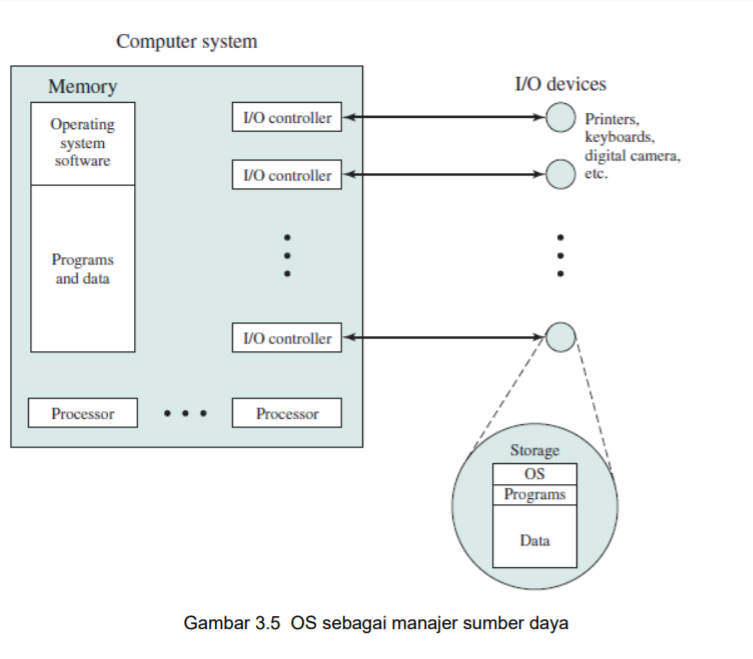 Computer system
Memory
Operating
system
software
Programs
and data
I/O controller
I/O controller
I/O controller
Processor
Processor
I/O devices
Printers,
keyboards,
digital camera,
etc.
Storage
OS
Programs
Data
Gambar 3.5 OS sebagai manajer sumber daya